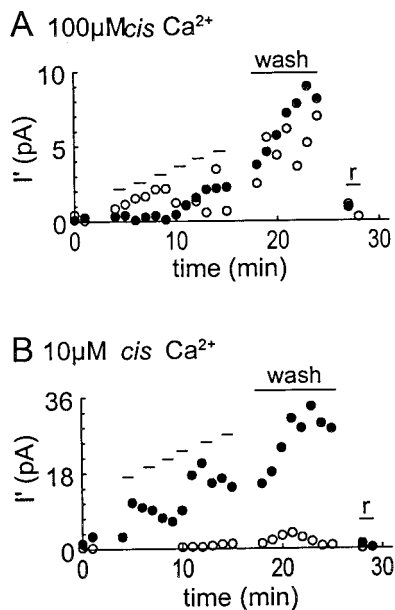 A 100µMcis Ca²⁺
wash
10
5
0
I' (pA)
r
0 10 20 30
time (min)
B 10µM cis Ca²⁺
wash
36
18
0
I' (pA)
r
0 10 20 30
time (min)